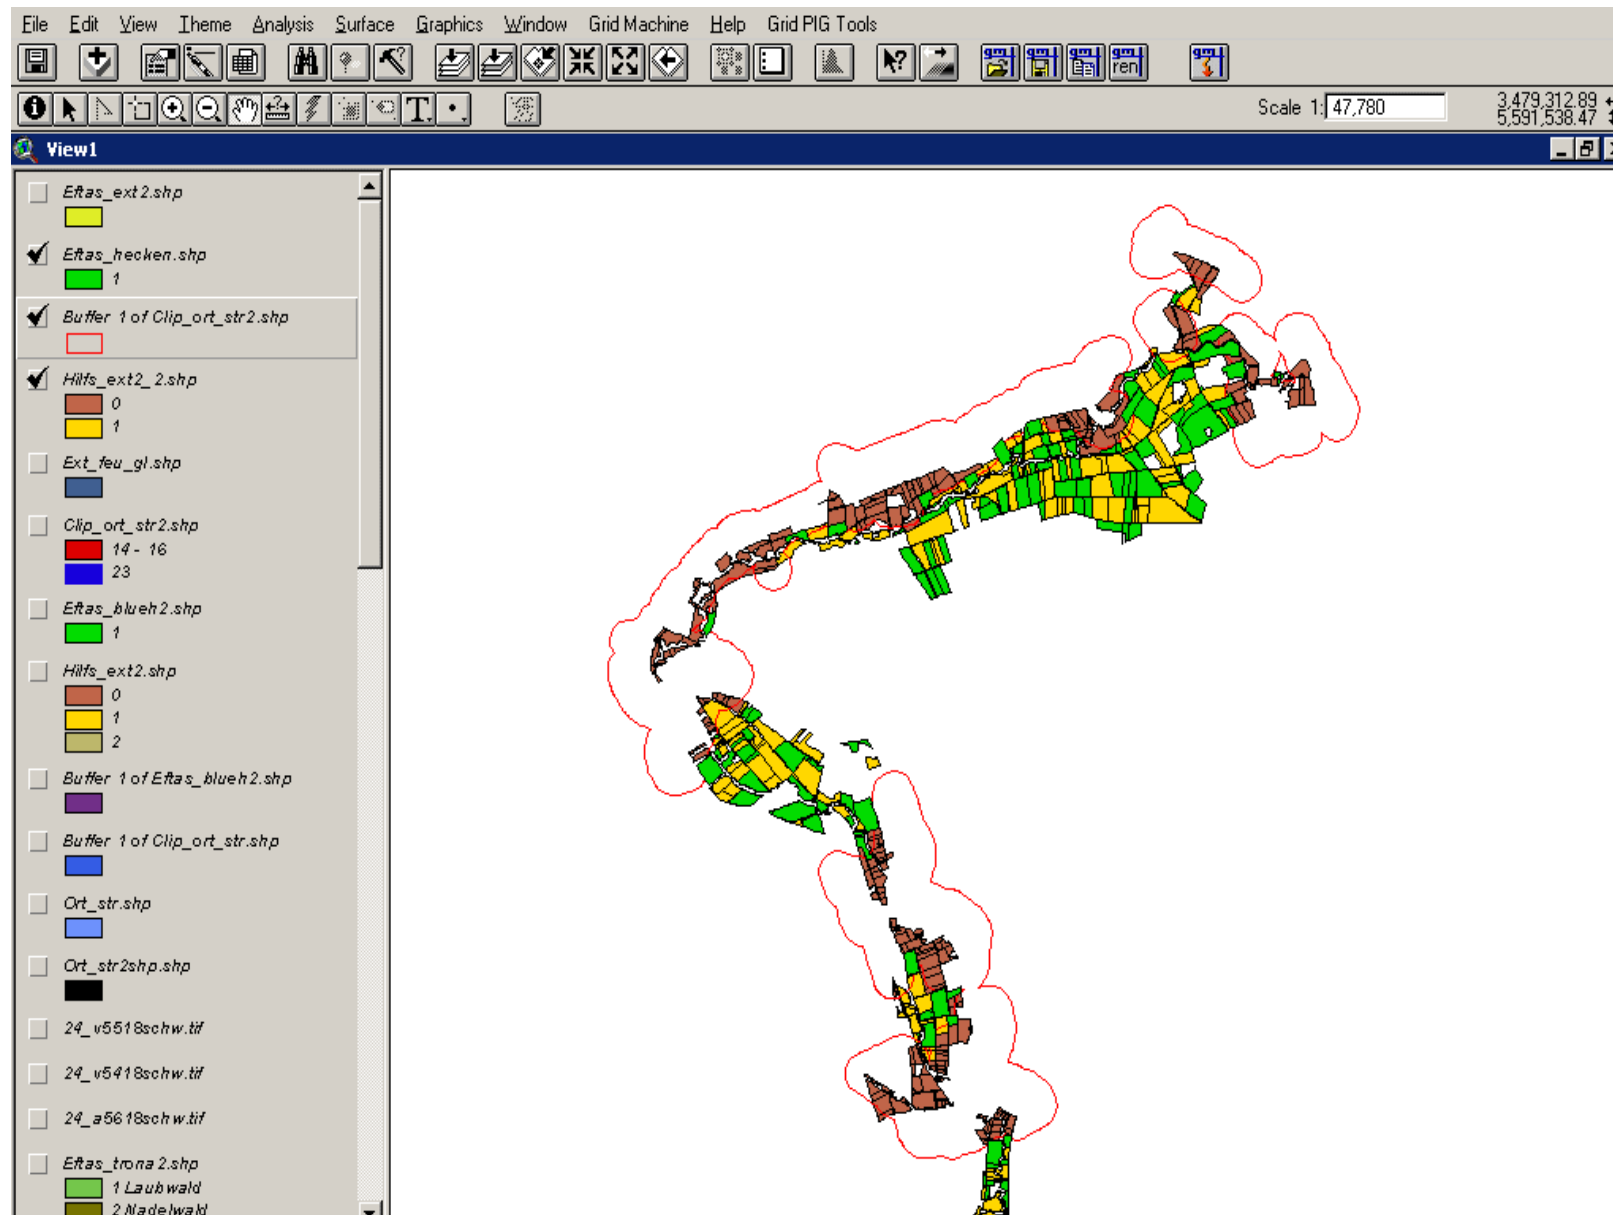 File Edit View Theme Analysis Surface Graphics Window Grid Machine Help Grid PIG Tools
ren
T
Scale 1: 47,780
3,479,312.89
5,591,538.47
View1
Eftas_ext2.shp
Eftas_hecken.shp
1
Buffer 1 of Clip_ort_str2.shp
Hilfs_ext2_2.shp
0
1
Ext_feu_gl.shp
Clip_ort_str2.shp
14 - 16
23
Eftas_blueh2.shp
1
Hilfs_ext2.shp
0
1
2
Buffer 1 of Eftas_blueh2.shp
Buffer 1 of Clip_ort_str.shp
Ort_str.shp
Ort_str2shp.shp
24_v5518schw.tif
24_v5418schw.tif
24_a5618schw.tif
Eftas_trona2.shp
1 Laubwald
2 Nadelwald